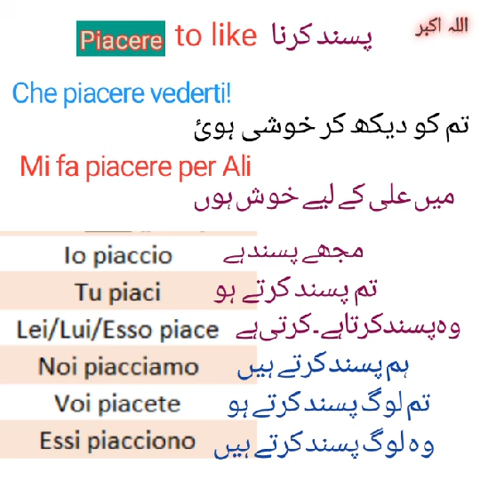 Piacere to like پسند کرنا اللہ اکبر
Che piacere vederti!
تم کو دیکھ کر خوشی ہوئ
Mi fa piacere per Ali
میں علی کے لیے خوش ہوں
Io piaccio مجھے پسند ہے
Tu piaci تم پسند کرتے ہو
Lei/Lui/Esso piace وہ پسند کرتا ہے۔ کرتی ہے
Noi piacciamo ہم پسند کرتے ہیں
Voi piacete تم لوگ پسند کرتے ہو
Essi piacciono وہ لوگ پسند کرتے ہیں